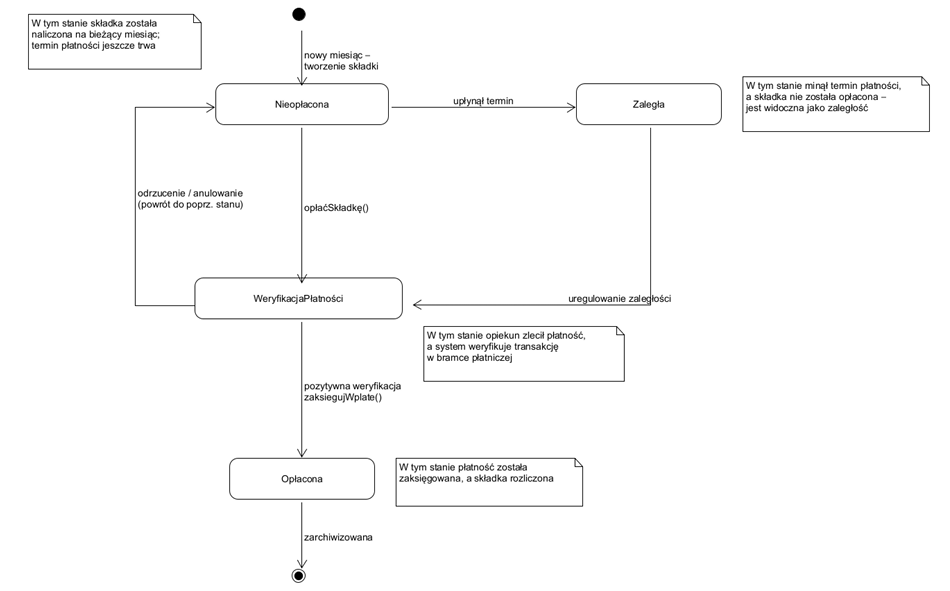 W tym stanie składka została
naliczona na bieżący miesiąc;
termin płatności jeszcze trwa
nowy miesiąc –
tworzenie składki
Nieopłacona
upłynął termin
Zaległa
W tym stanie minął termin płatności,
a składka nie została opłacona –
jest widoczna jako zaległość
odrzucenie / anulowanie
(powrót do poprz. stanu)
opłaćSkładkę()
WeryfikacjaPłatności
uregulowanie zaległości
W tym stanie opiekun zlecił płatność,
a system weryfikuje transakcję
w bramce płatniczej
pozytywna weryfikacja
zaksiegujWplate()
Opłacona
W tym stanie płatność została
zaksięgowana, a składka rozliczona
zarchiwizowana